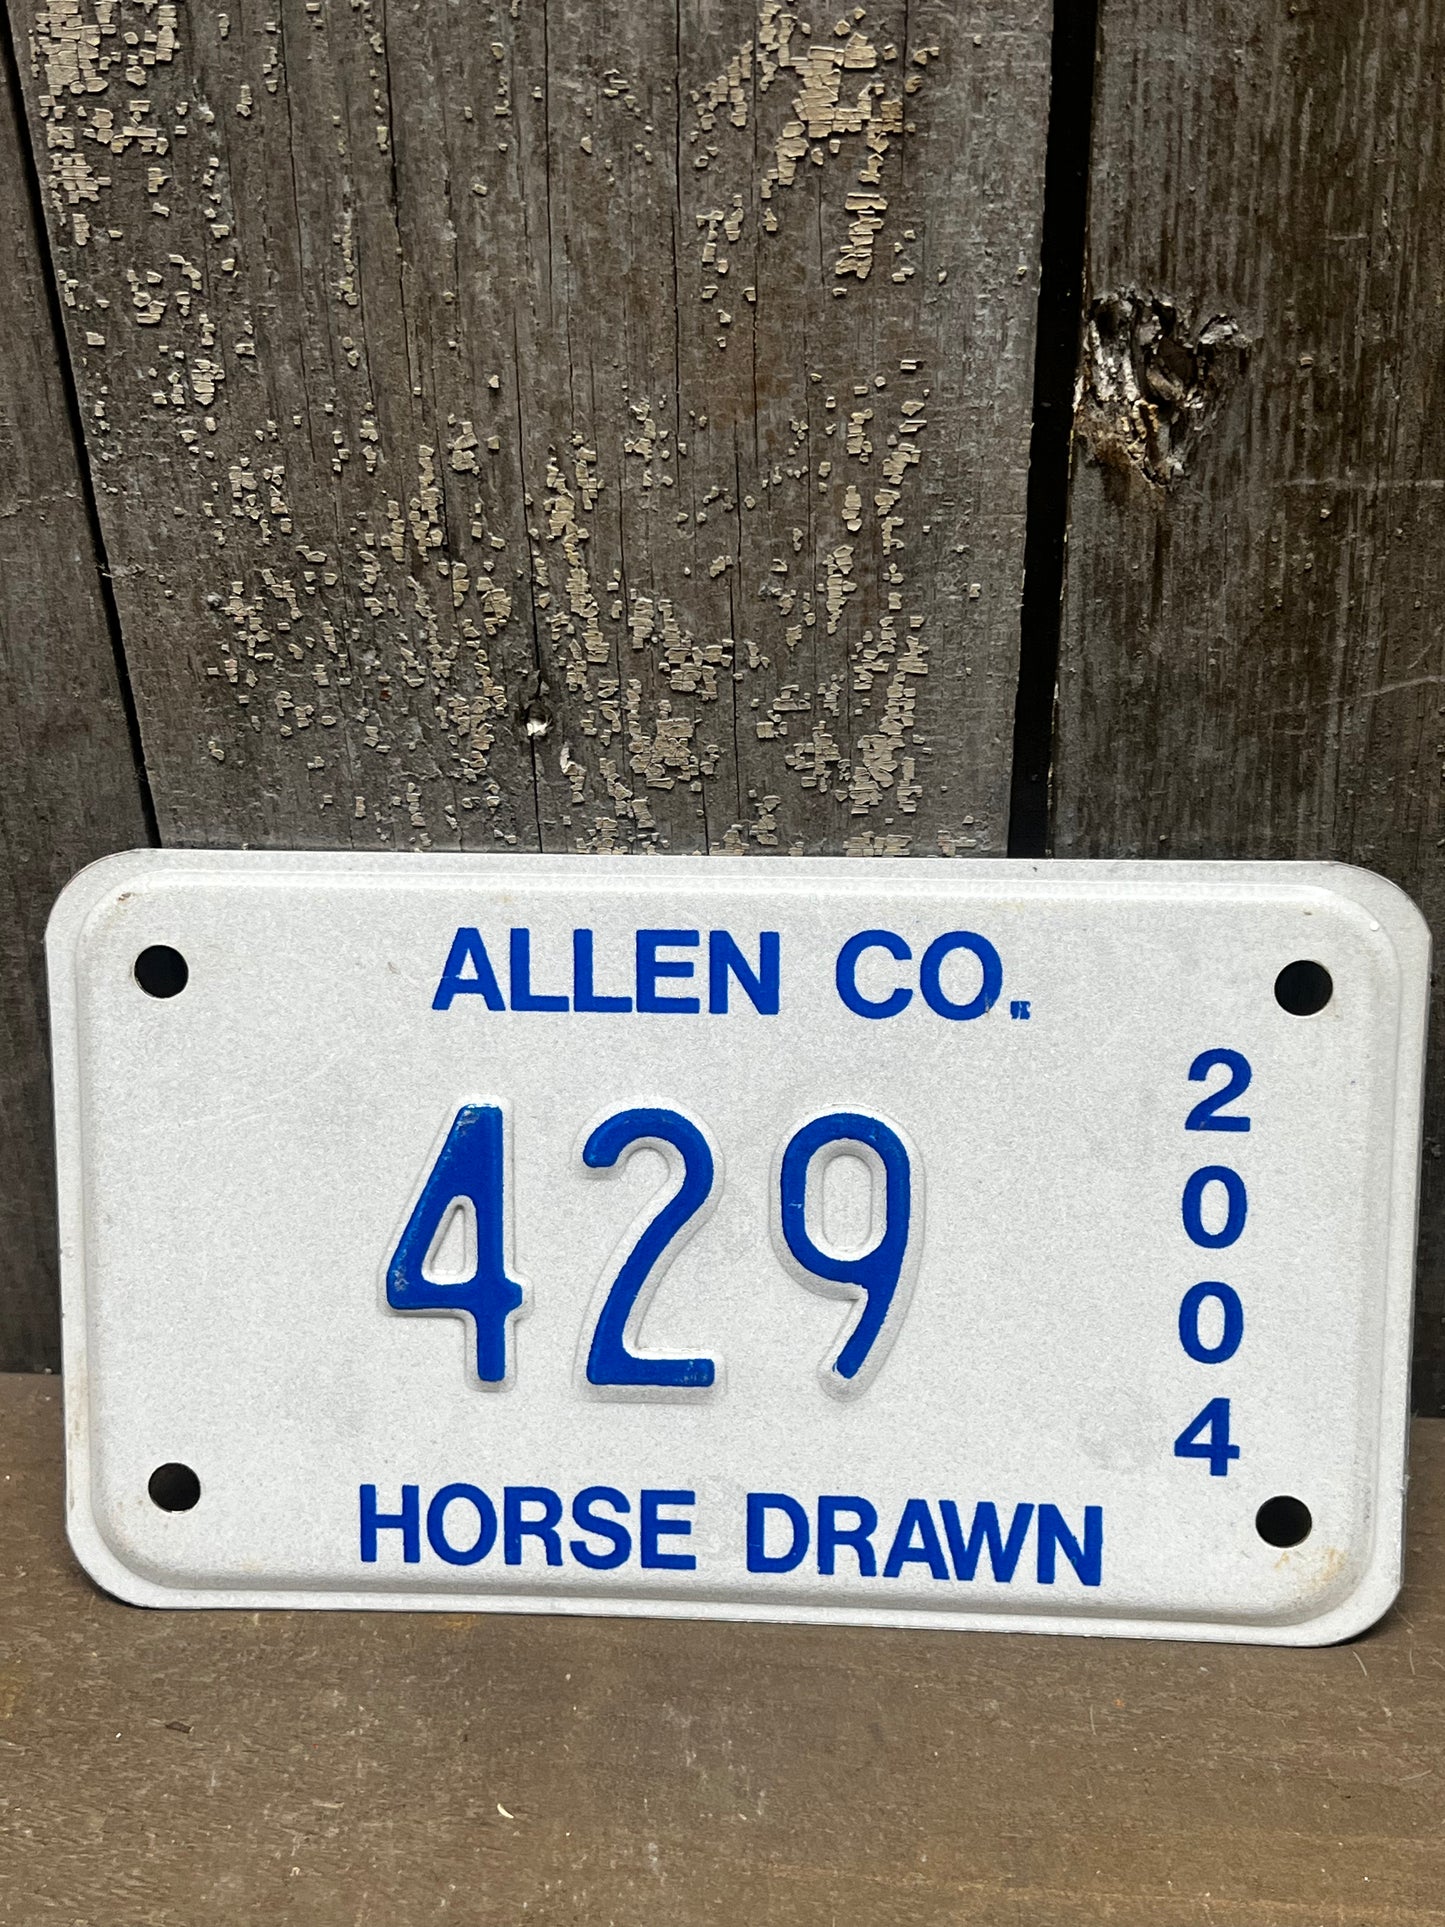 ALLEN CO.
429
2004
HORSE DRAWN